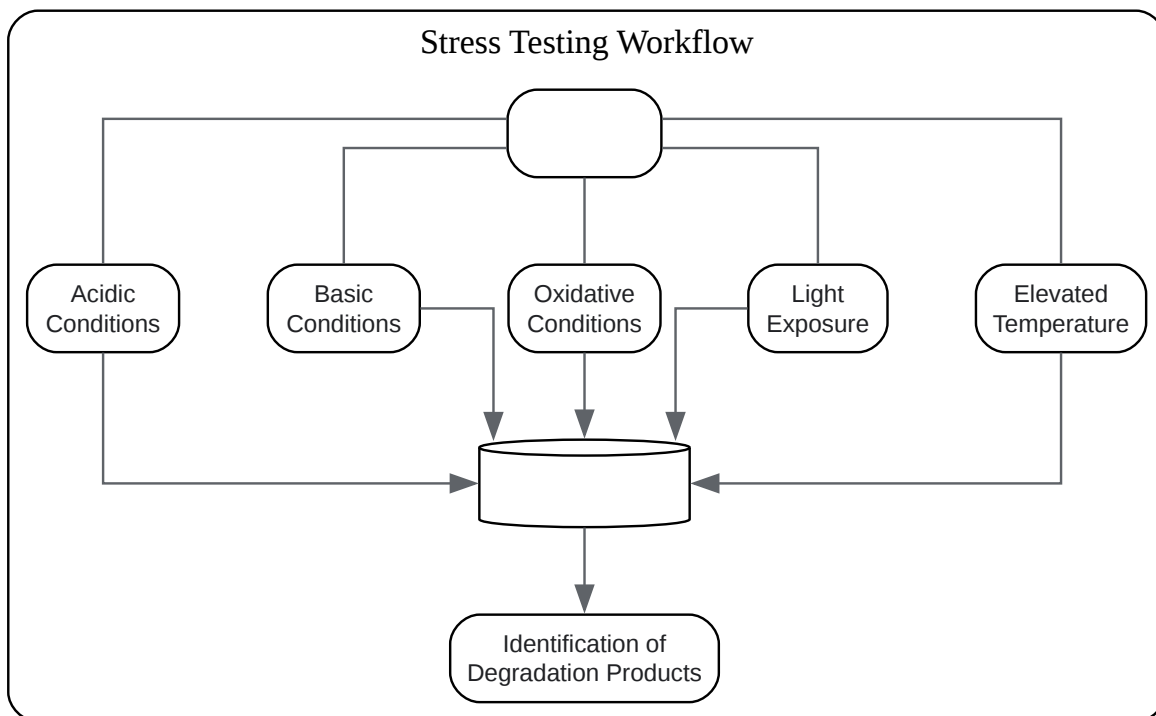 Stress Testing Workflow
Acidic
Conditions
Basic
Conditions
Oxidative
Conditions
Light
Exposure
Elevated
Temperature
Identification of
Degradation Products